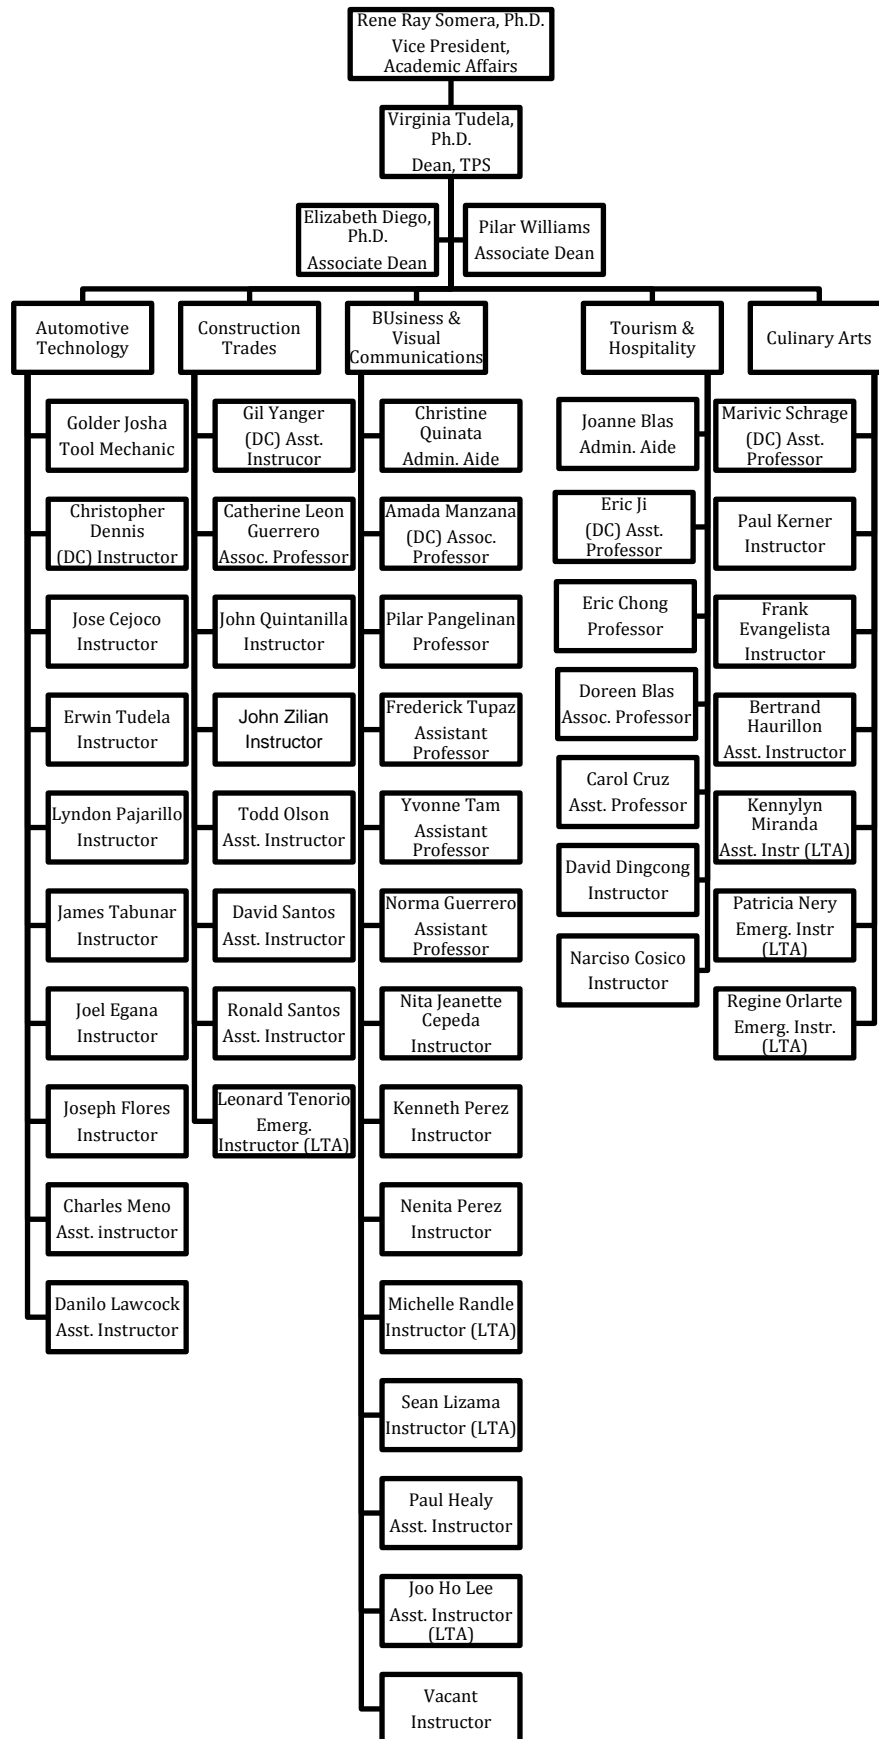 Rene Ray Somera, Ph.D.
Vice President,
Academic Affairs
Virginia Tudela,
Ph.D.
Dean, TPS
Elizabeth Diego,
Ph.D.
Associate Dean
Pilar Williams
Associate Dean
Automotive
Technology
Golder Josha
Tool Mechanic
Christopher
Dennis
(DC) Instructor
Jose Cejoco
Instructor
Erwin Tudela
Instructor
Lyndon Pajarillo
Instructor
James Tabunar
Instructor
Joel Egana
Instructor
Joseph Flores
Instructor
Charles Meno
Asst. instructor
Danilo Lawcock
Asst. Instructor
Construction
Trades
Gil Yanger
(DC) Asst.
Instrucor
Catherine Leon
Guerrero
Assoc. Professor
John Quintanilla
Instructor
John Zilian
Instructor
Todd Olson
Asst. Instructor
David Santos
Asst. Instructor
Ronald Santos
Asst. Instructor
Leonard Tenorio
Emerg.
Instructor (LTA)
BUsiness &
Visual
Communications
Christine
Quinata
Admin. Aide
Amada Manzana
(DC) Assoc.
Professor
Pilar Pangelinan
Professor
Frederick Tupaz
Assistant
Professor
Yvonne Tam
Assistant
Professor
Norma Guerrero
Assistant
Professor
Nita Jeanette
Cepeda
Instructor
Kenneth Perez
Instructor
Nenita Perez
Instructor
Michelle Randle
Instructor (LTA)
Sean Lizama
Instructor (LTA)
Paul Healy
Asst. Instructor
Joo Ho Lee
Asst. Instructor
(LTA)
Vacant
Instructor
Tourism &
Hospitality
Joanne Blas
Admin. Aide
Eric Ji
(DC) Asst.
Professor
Eric Chong
Professor
Doreen Blas
Assoc. Professor
Carol Cruz
Asst. Professor
David Dingcong
Instructor
Narciso Cosico
Instructor
Culinary Arts
Marivic Schrage
(DC) Asst.
Professor
Paul Kerner
Instructor
Frank
Evangelista
Instructor
Bertrand
Haurillon
Asst. Instructor
Kennylyn
Miranda
Asst. Instr (LTA)
Patricia Nery
Emerg. Instr
(LTA)
Regine Orlarte
Emerg. Instr.
(LTA)